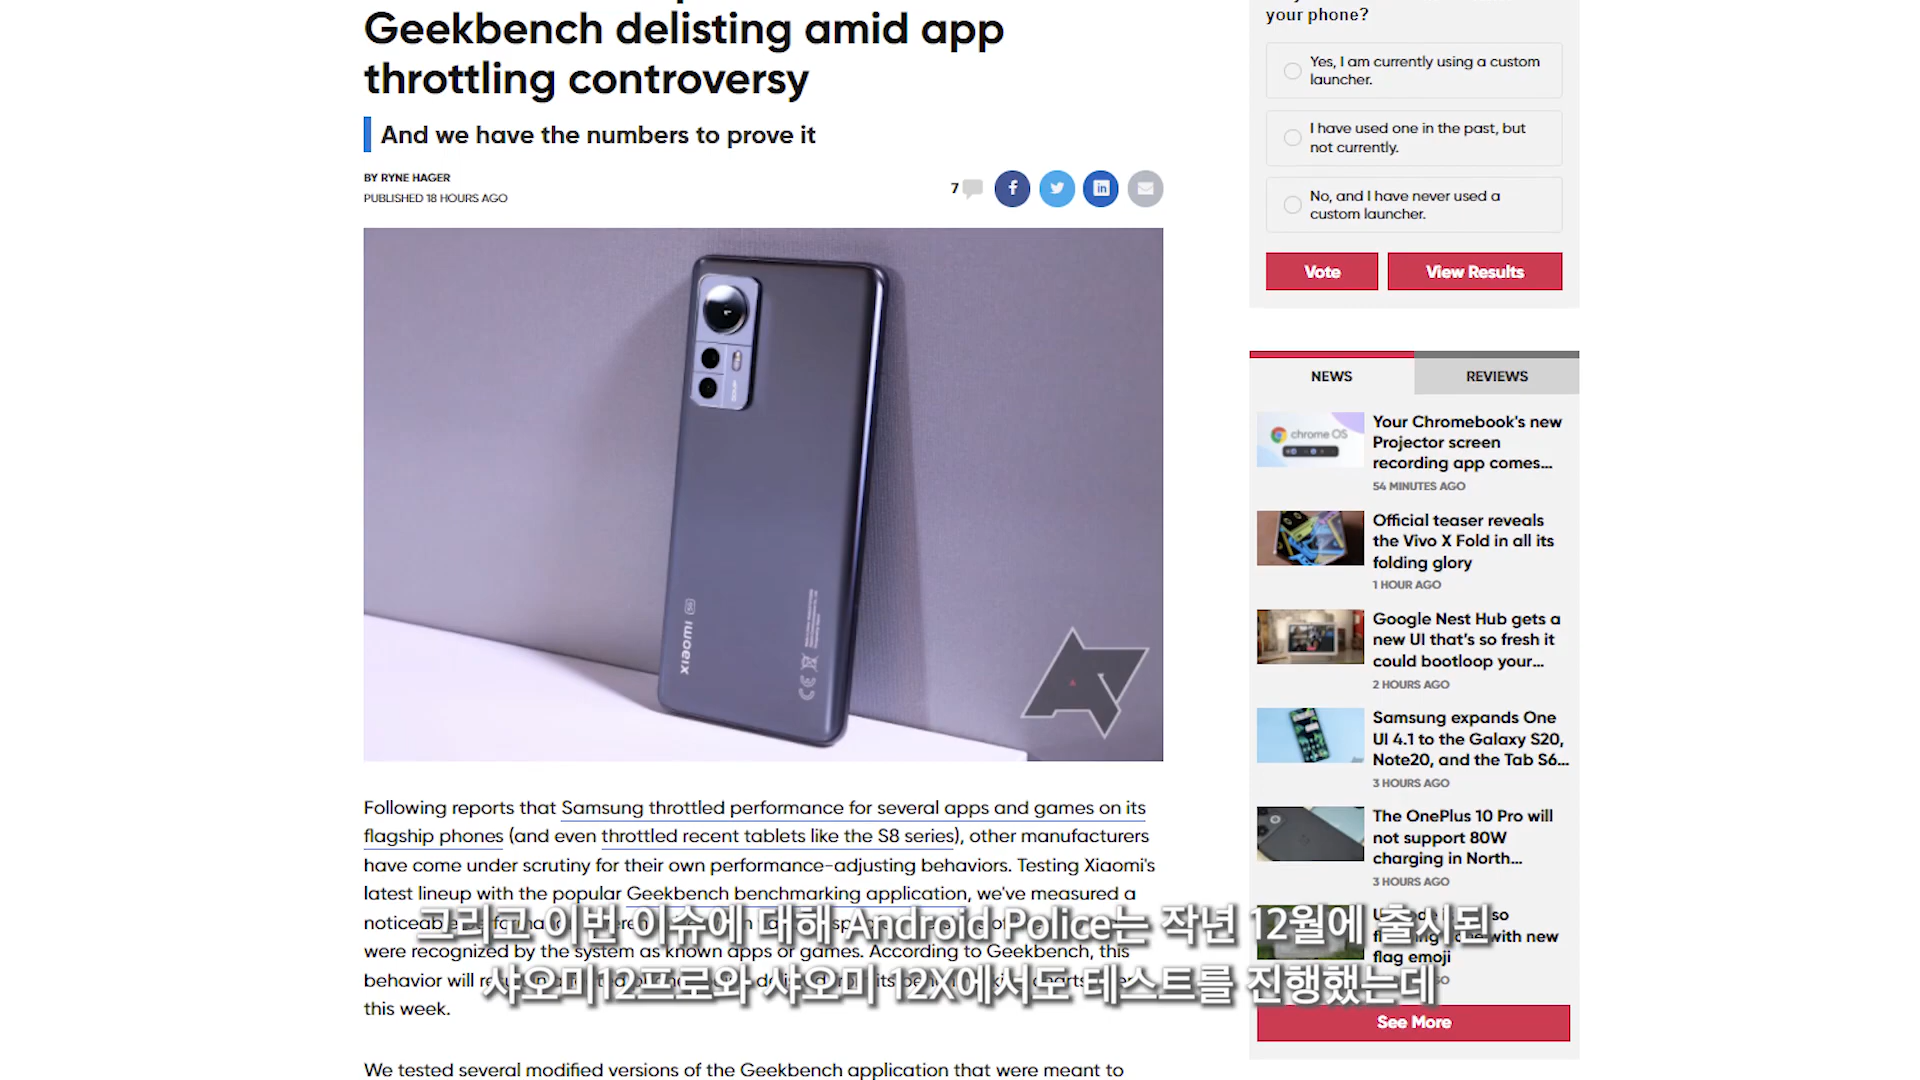 Geekbench delisting amid app
throttling controversy
And we have the numbers to prove it
BY RYNE HAGER
PUBLISHED 18 HOURS AGO
7
XIAOMI 5G
Following reports that Samsung throttled performance for several apps and games on its
flagship phones (and even throttled recent tablets like the S8 series), other manufacturers
have come under scrutiny for their own performance-adjusting behaviors. Testing Xiaomi's
latest lineup with the popular Geekbench benchmarking application, we've measured a
noticeable
were recognized by the system as known apps or games. According to Geekbench, this
behavior will
this week.
We tested several modified versions of the Geekbench application that were meant to
그리고 이번 이슈에 대해 Android Police는 작년 12월에 출시된
샤오미12프로와 샤오미 12X에서도 테스트를 진행했는데
your phone?
Yes, I am currently using a custom
launcher.
I have used one in the past, but
not currently.
No, and I have never used a
custom launcher.
Vote
View Results
NEWS
REVIEWS
chrome OS
Your Chromebook's new
Projector screen
recording app comes...
54 MINUTES AGO
Official teaser reveals
the Vivo X Fold in all its
folding glory
1 HOUR AGO
Google Nest Hub gets a
new UI that's so fresh it
could bootloop your...
2 HOURS AGO
Samsung expands One
UI 4.1 to the Galaxy S20,
Note20, and the Tab S6...
3 HOURS AGO
The OnePlus 10 Pro will
not support 80W
charging in North...
3 HOURS AGO
with new
flag emoji
See More